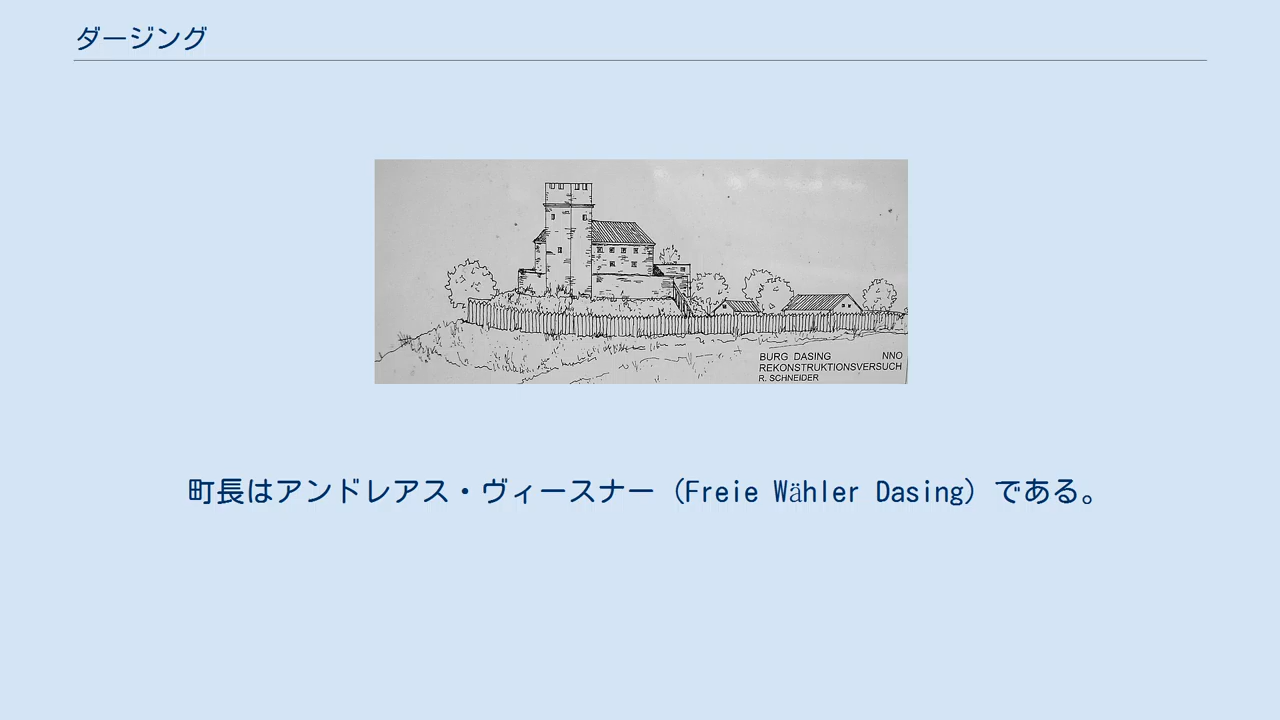 ダージング
BURG DASING NNO
REKONSTRUKTIONSVERSUCH
R. SCHNEIDER
町長はアンドレアス・ヴィースナー（Freie Wähler Dasing）である。